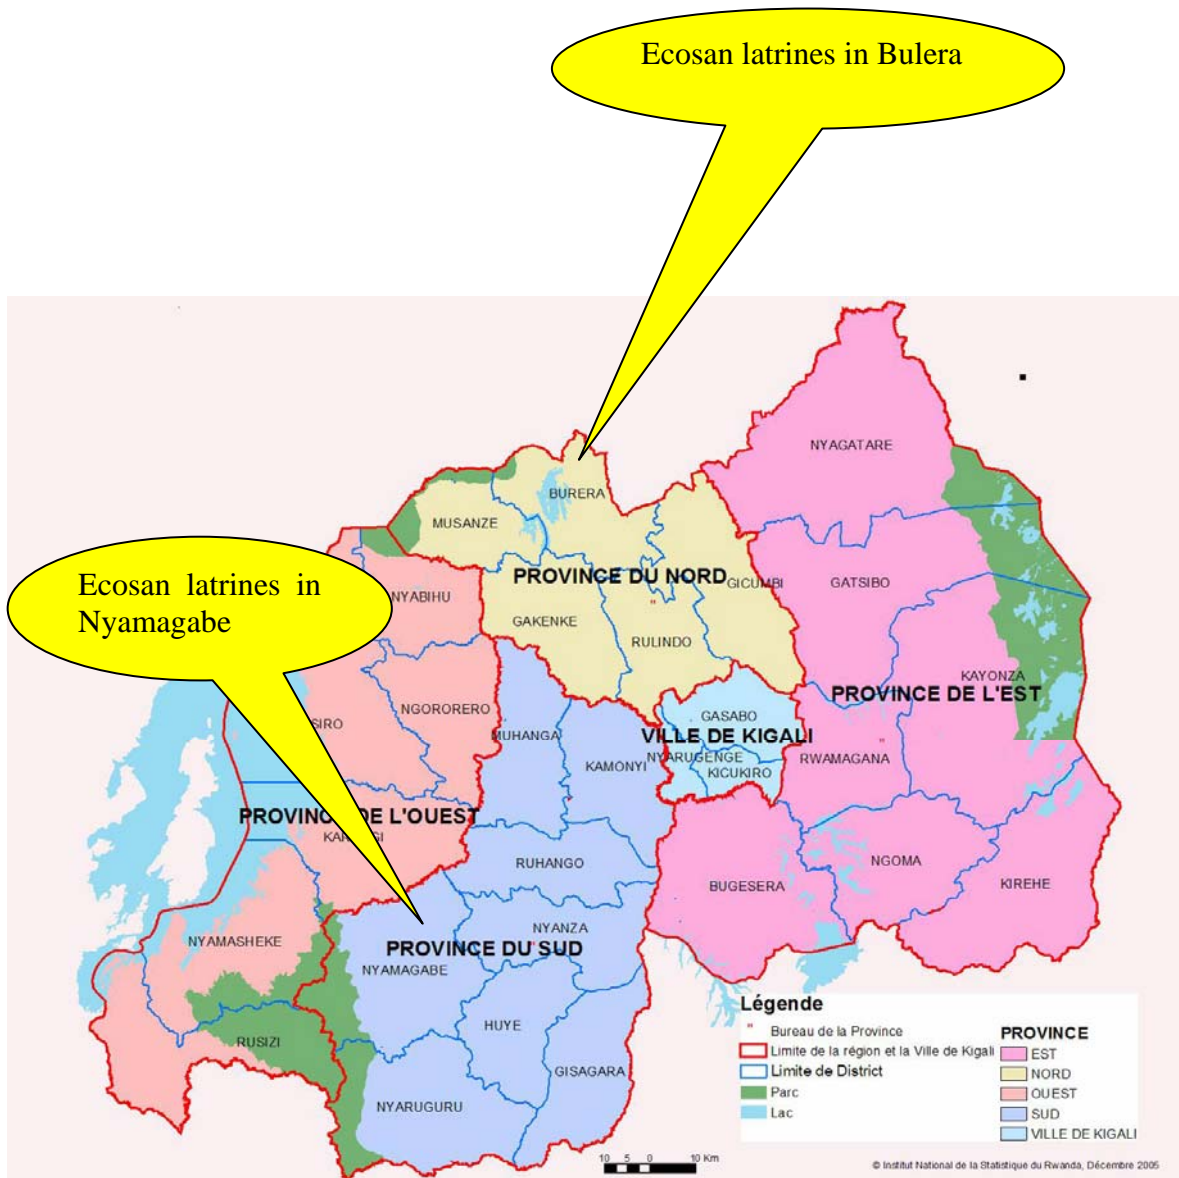 Ecosan latrines in Bulera
NYAGATARE
BURERA
MUSANZE
Ecosan latrines in
Nyamagabe
NYABIHU
PROVINCE DU NORD
GICUMBI
GATSIBO
GAKENKE
RULINDO
KAYONZA
PROVINCE DE L'EST
NGORORERO
SIRO
GASABO
MUHANGA
VILLE DE KIGALI
NYARUGENGE
KAMONYI
RWAMAGANA
KICUKIRO
PROVINCE DE L'OUEST
RUHANGO
NGOMA
BUGESERA
KIREHE
NYANZA
NYAMASHEKE
PROVINCE DU SUD
NYAMAGABE
HUYE
RUSIZI
GISAGARA
NYARUGURU
Légende
Bureau de la Province
Limite de la région et la Ville de Kigali
Limite de District
Parc
Lac
PROVINCE
EST
NORD
OUEST
SUD
VILLE DE KIGALI
10 5 0 10 Km
© Institut National de la Statistique du Rwanda, Décembre 2005